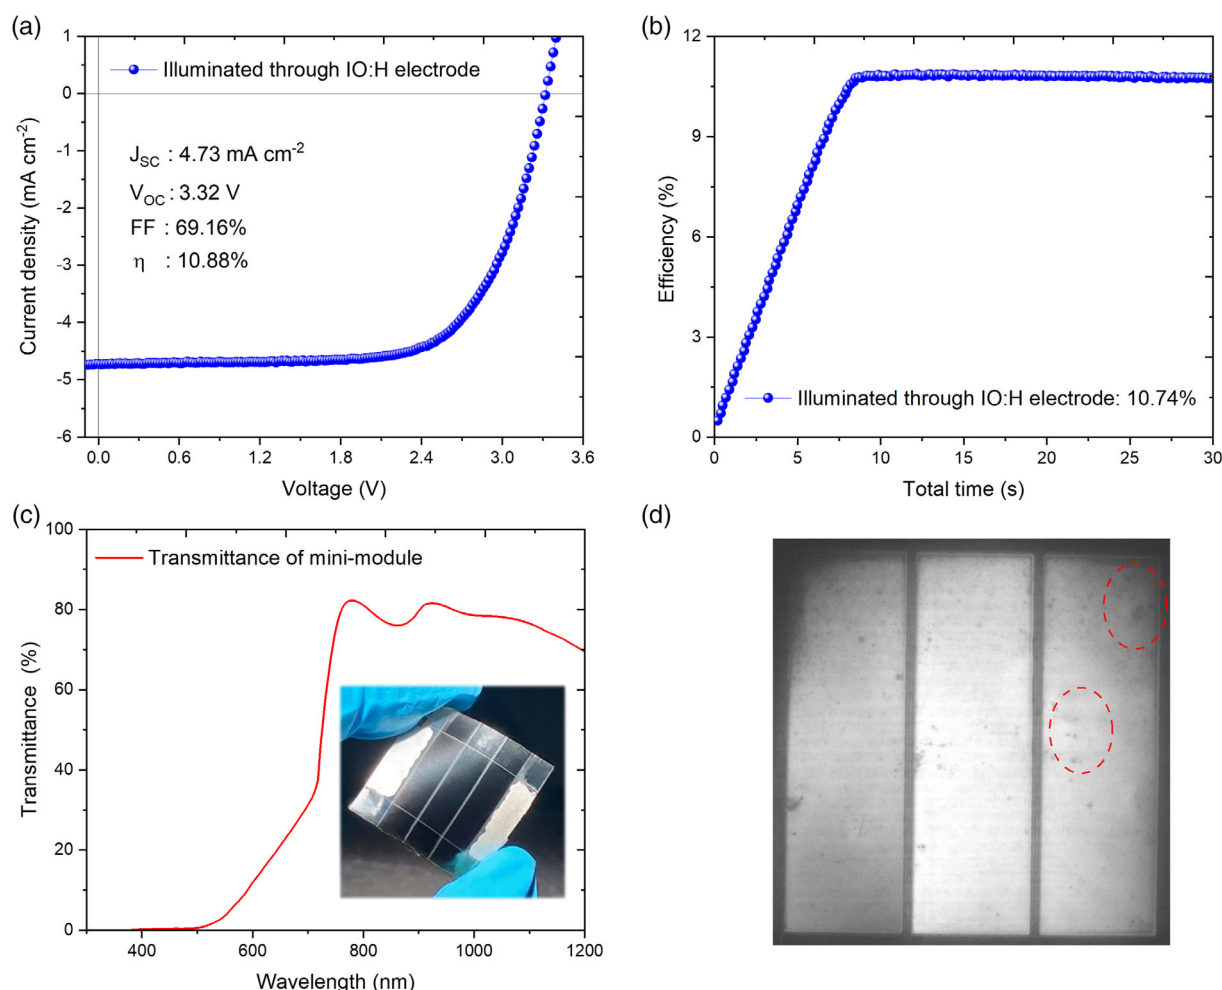 (a)
1
0
-1
-2
-3
-4
-5
-6
Current density (mA cm⁻²)
Illuminated through IO:H electrode
J_SC : 4.73 mA cm⁻²
V_OC : 3.32 V
FF : 69.16%
η : 10.88%
0.0 0.6 1.2 1.8 2.4 3.0 3.6
Voltage (V)
(b)
12
9
6
3
0
Efficiency (%)
Illuminated through IO:H electrode: 10.74%
0 5 10 15 20 25 30
Total time (s)
(c)
100
80
60
40
20
0
Transmittance (%)
Transmittance of mini-module
400 600 800 1000 1200
Wavelength (nm)
(d)